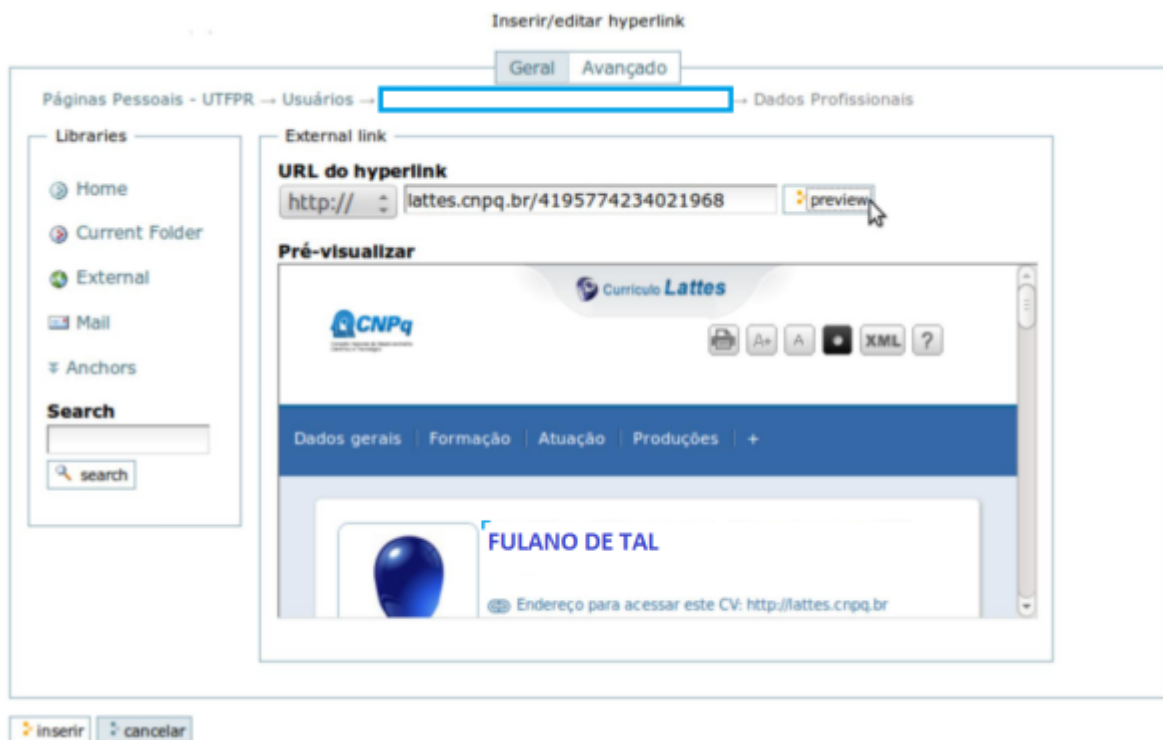 Inserir/editar hyperlink
Geral Avançado
Páginas Pessoais - UTFPR → Usuários → → Dados Profissionais
Libraries
Home
Current Folder
External
Mail
Anchors
Search
search
External link
URL do hyperlink
http:// lattes.cnpq.br/4195774234021968 preview
Pré-visualizar
Currículo Lattes
CNPq
A+ A XML ?
Dados gerais Formação Atuação Produções +
FULANO DE TAL
Endereço para acessar este CV: http://lattes.cnpq.br
inserir cancelar